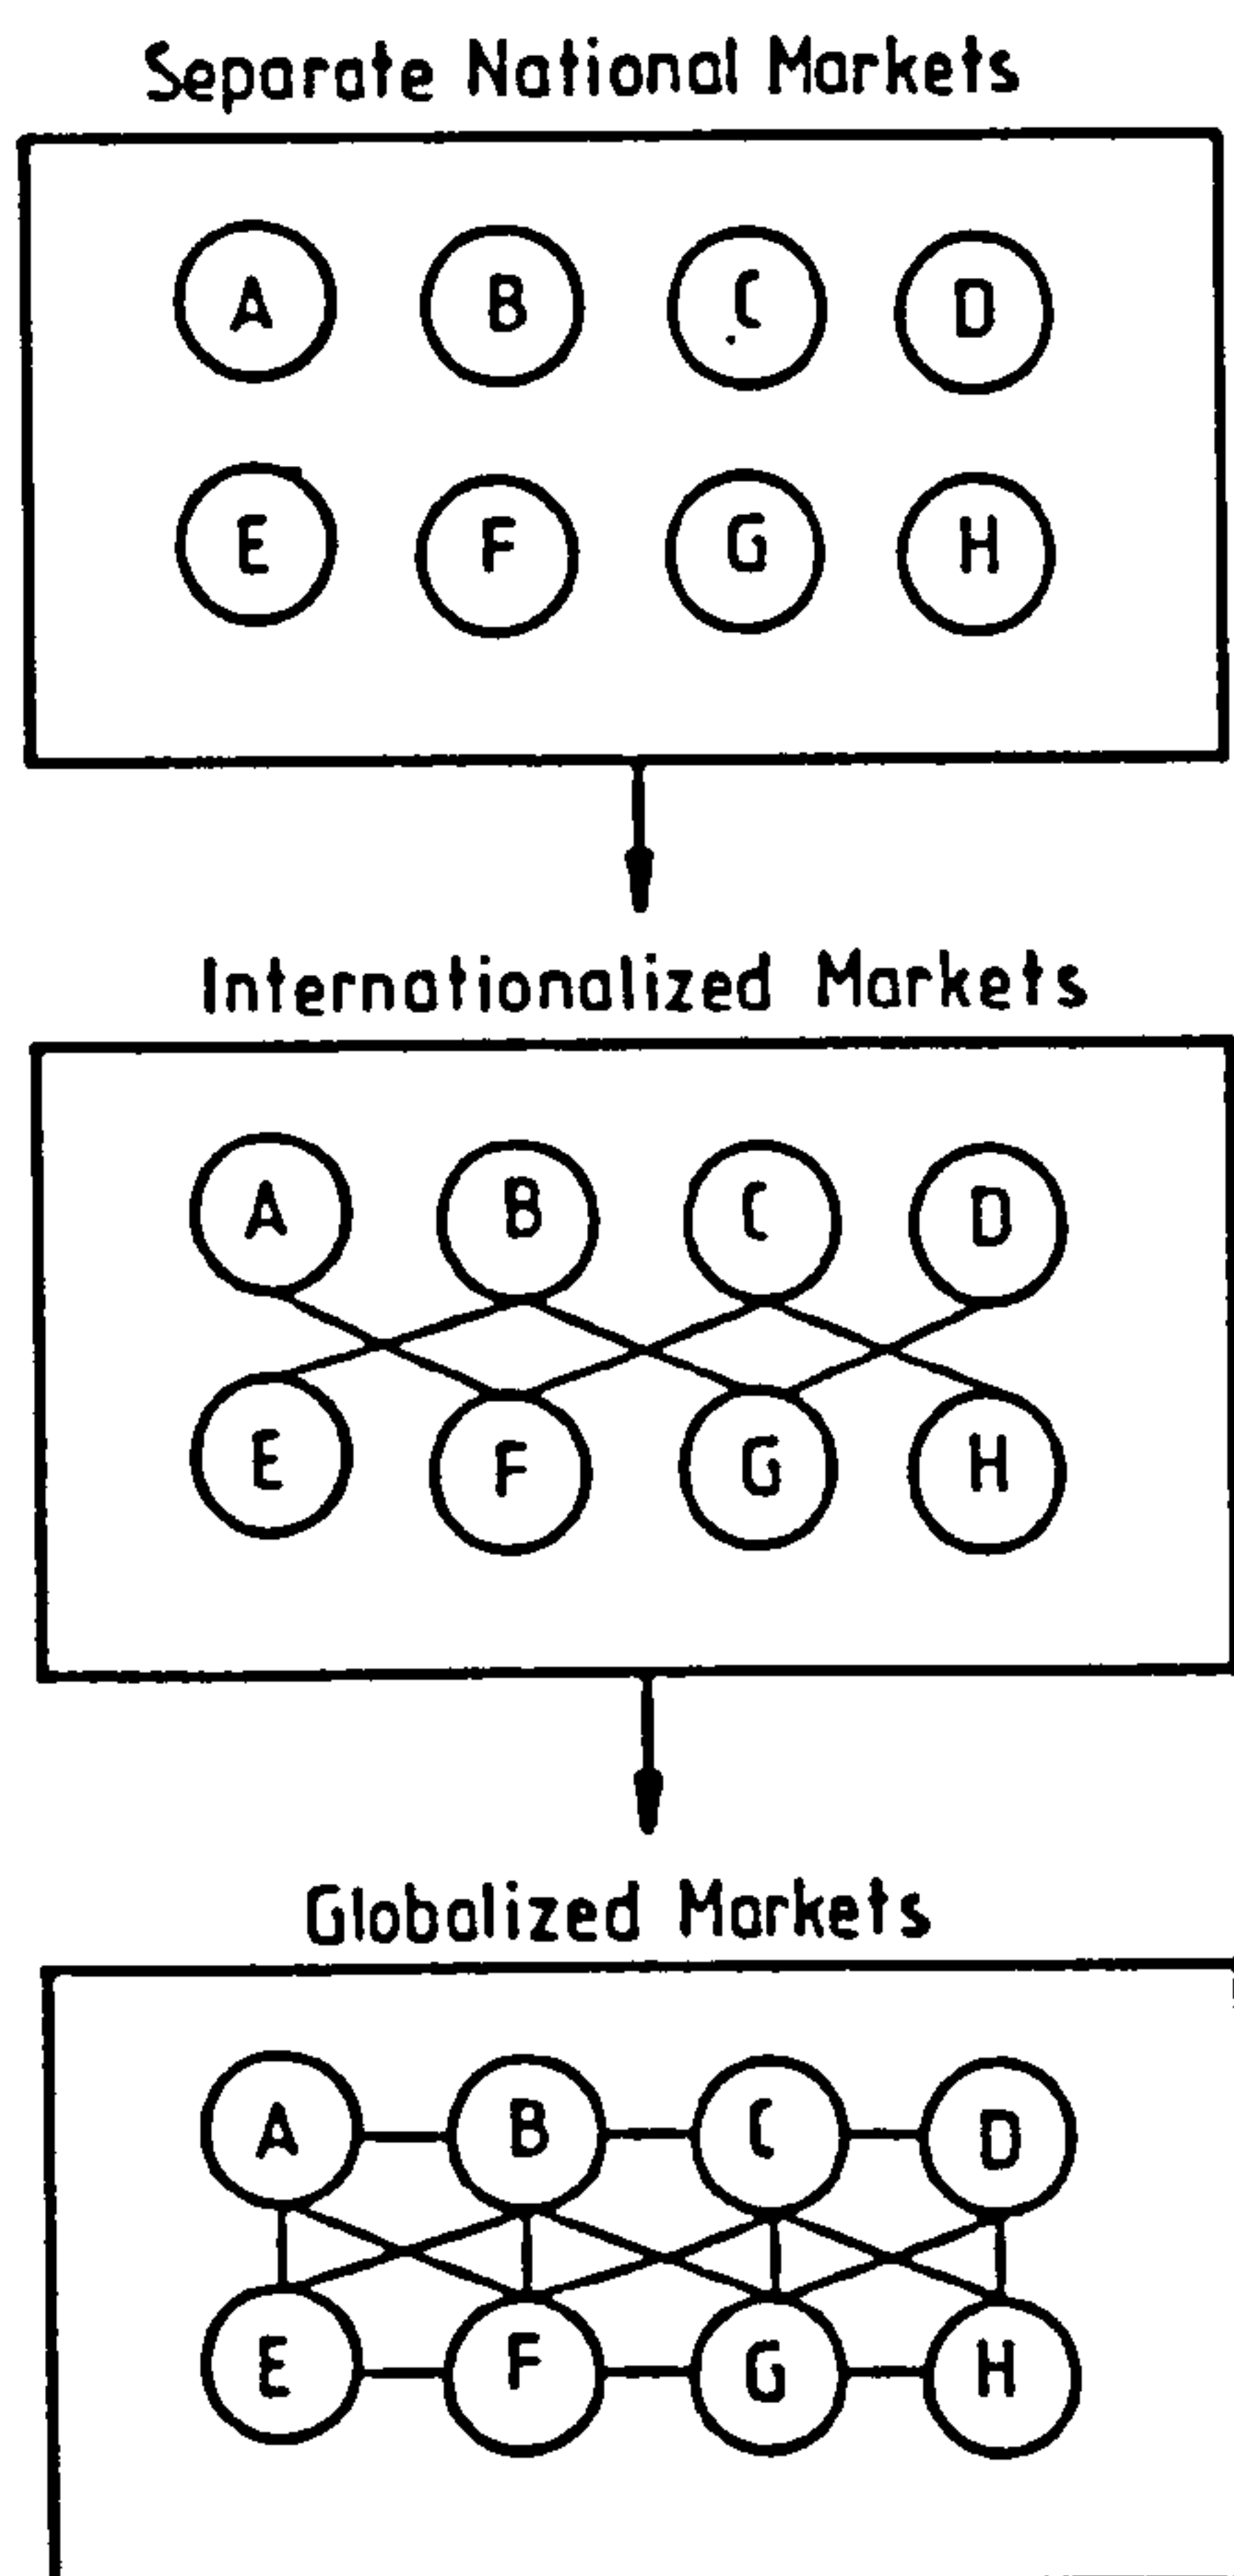 Separate National Markets
A B C D
E F G H
Internationalized Markets
A B C D
E F G H
Globalized Markets
A B C D
E F G H